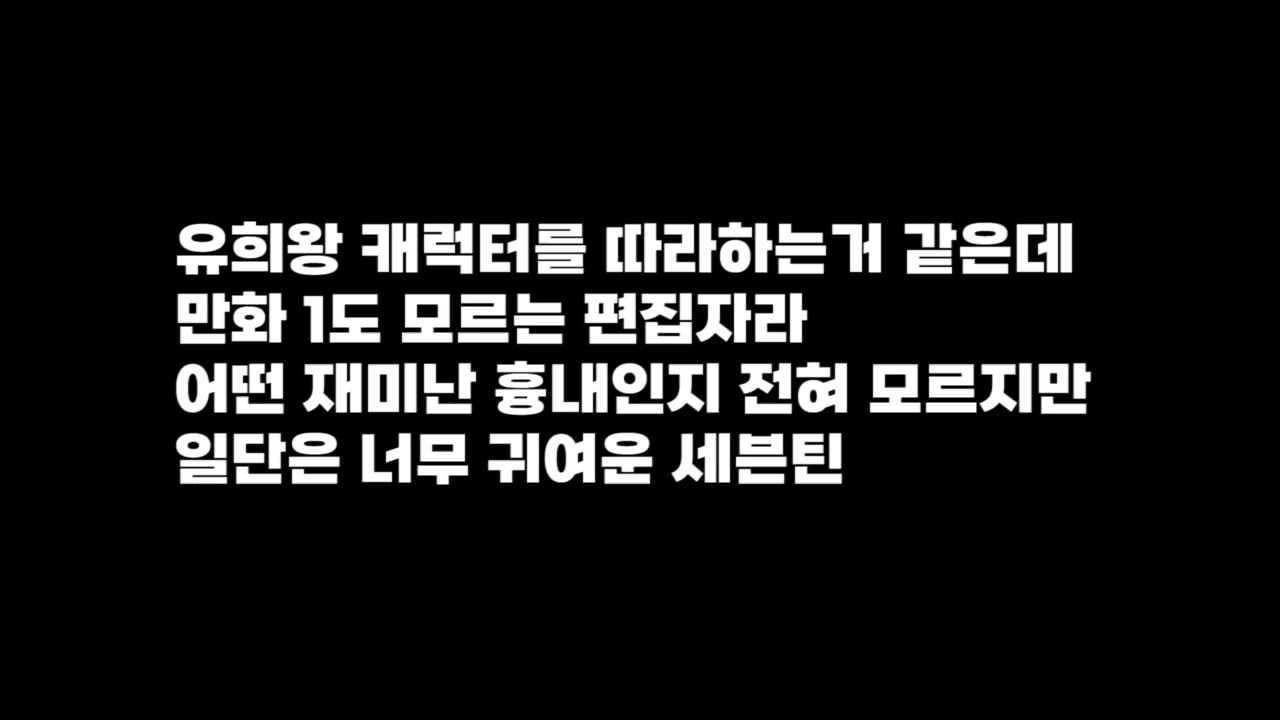 유희왕 캐럭터를 따라하는거 같은데
만화 1도 모르는 편집자라
어떤 재미난 흉내인지 전혀 모르지만
일단은 너무 귀여운 세븐틴